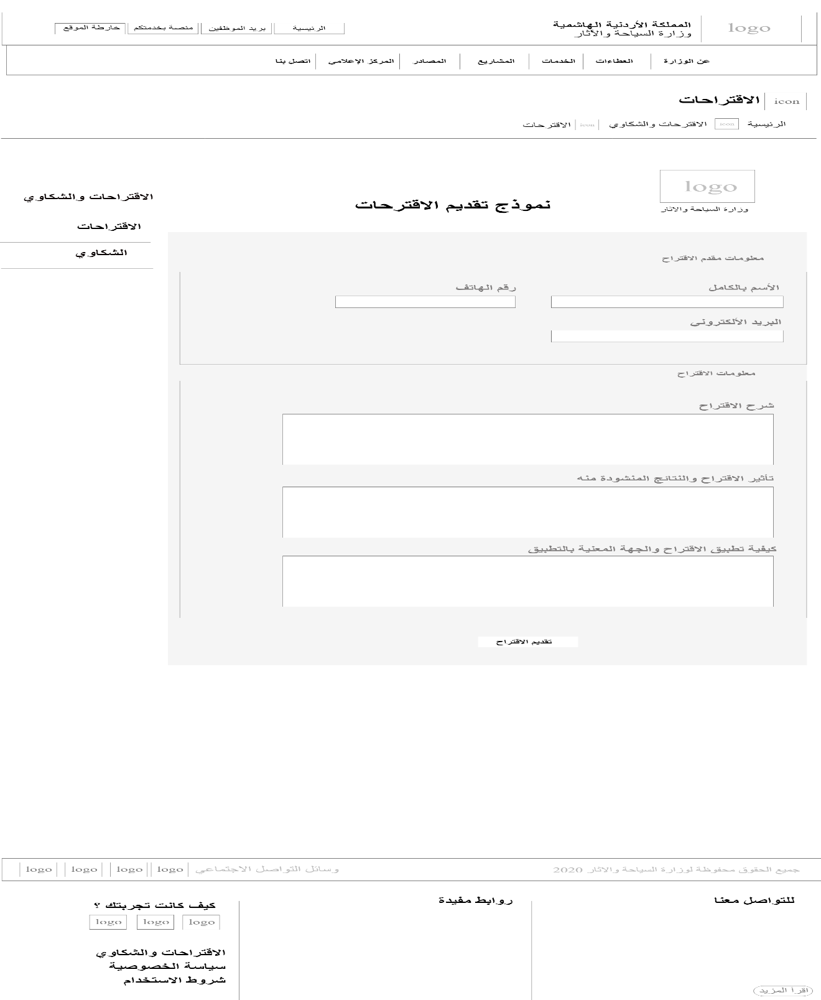 logo
المملكة الأردنية الهاشمية
وزارة السياحة والآثار
الرئيسية
بريد الموظفين
منصة بخدمتكم
خارطة الموقع
عن الوزارة
العطاءات
الخدمات
المشاريع
المصادر
المركز الإعلامي
اتصل بنا
icon
الاقتراحات
الرئيسية
icon
الاقترحات والشكاوي
icon
الاقترحات
logo
وزارة السياحة والاثار
نموذج تقديم الاقترحات
الاقتراحات والشكاوي
الاقتراحات
الشكاوي
معلومات مقدم الاقتراح
الأسم بالكامل
رقم الهاتف
البريد الألكتروني
معلومات الاقتراح
شرح الاقتراح
تأثير الاقتراح والنتائج المنشودة منه
كيفية تطبيق الاقتراح والجهة المعنية بالتطبيق
تقديم الاقتراح
جميع الحقوق محفوظة لوزارة السياحة والاثار 2020
وسائل التواصل الاجتماعي
logo
logo
logo
logo
للتواصل معنا
اقرأ المزيد
روابط مفيدة
كيف كانت تجربتك ؟
logo
logo
logo
الاقتراحات والشكاوي
سياسة الخصوصية
شروط الاستخدام